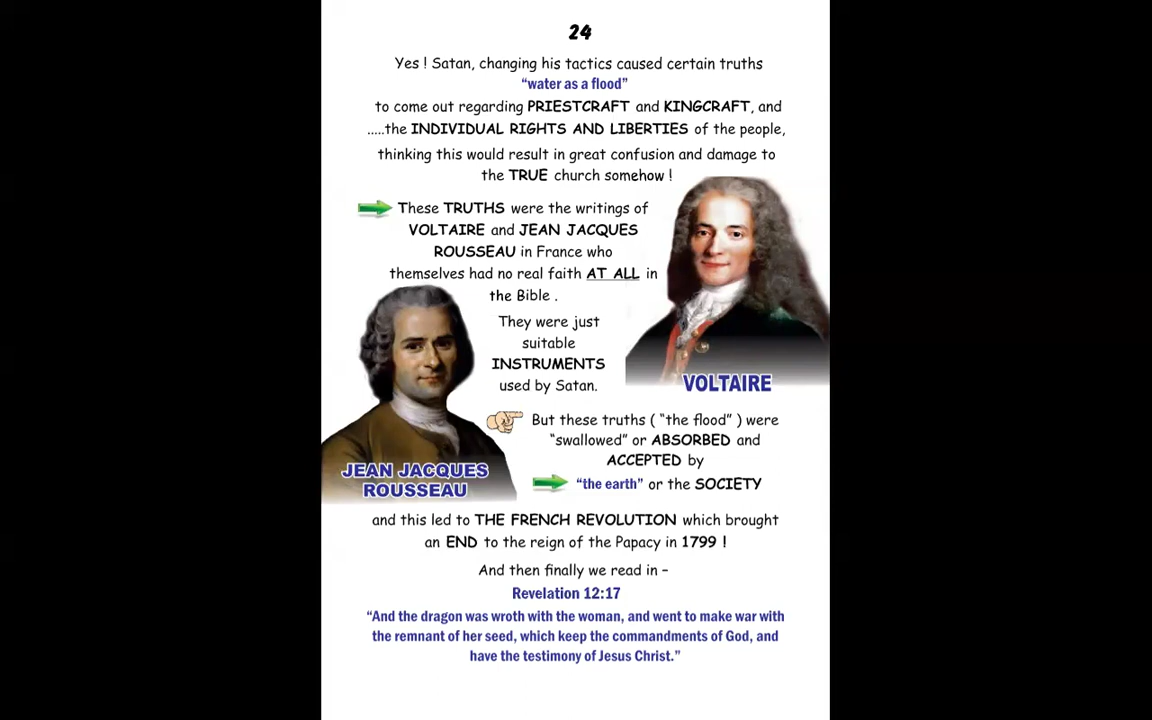 24
Yes ! Satan, changing his tactics caused certain truths
“water as a flood”
to come out regarding PRIESTCRAFT and KINGCRAFT, and
.....the INDIVIDUAL RIGHTS AND LIBERTIES of the people,
thinking this would result in great confusion and damage to
the TRUE church somehow !
These TRUTHS were the writings of
VOLTAIRE and JEAN JACQUES
ROUSSEAU in France who
themselves had no real faith AT ALL in
the Bible .
They were just
suitable
INSTRUMENTS
used by Satan.
VOLTAIRE
But these truths ( “the flood” ) were
“swallowed” or ABSORBED and
ACCEPTED by
“the earth” or the SOCIETY
JEAN JACQUES
ROUSSEAU
and this led to THE FRENCH REVOLUTION which brought
an END to the reign of the Papacy in 1799 !
And then finally we read in –
Revelation 12:17
“And the dragon was wroth with the woman, and went to make war with
the remnant of her seed, which keep the commandments of God, and
have the testimony of Jesus Christ.”